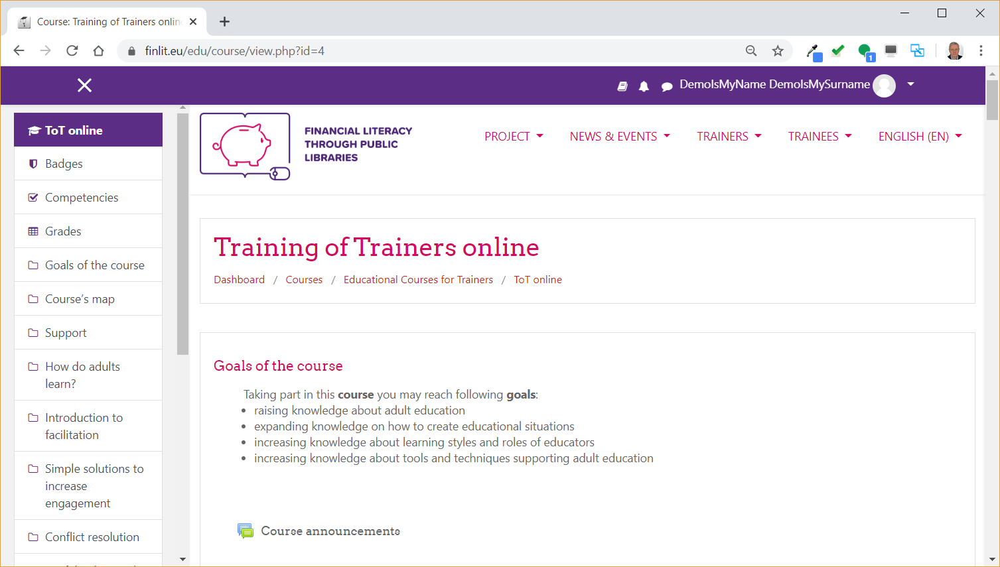 Course: Training of Trainers onlin
finlit.eu/edu/course/view.php?id=4
1
DemoIsMyName DemoIsMySurname
ToT online
Badges
Competencies
Grades
Goals of the course
Course’s map
Support
How do adults
learn?
Introduction to
facilitation
Simple solutions to
increase
engagement
Conflict resolution
FINANCIAL LITERACY
THROUGH PUBLIC
LIBRARIES
PROJECT
NEWS & EVENTS
TRAINERS
TRAINEES
ENGLISH (EN)
Training of Trainers online
Dashboard / Courses / Educational Courses for Trainers / ToT online
Goals of the course
Taking part in this course you may reach following goals:
• raising knowledge about adult education
• expanding knowledge on how to create educational situations
• increasing knowledge about learning styles and roles of educators
• increasing knowledge about tools and techniques supporting adult education
Course announcements